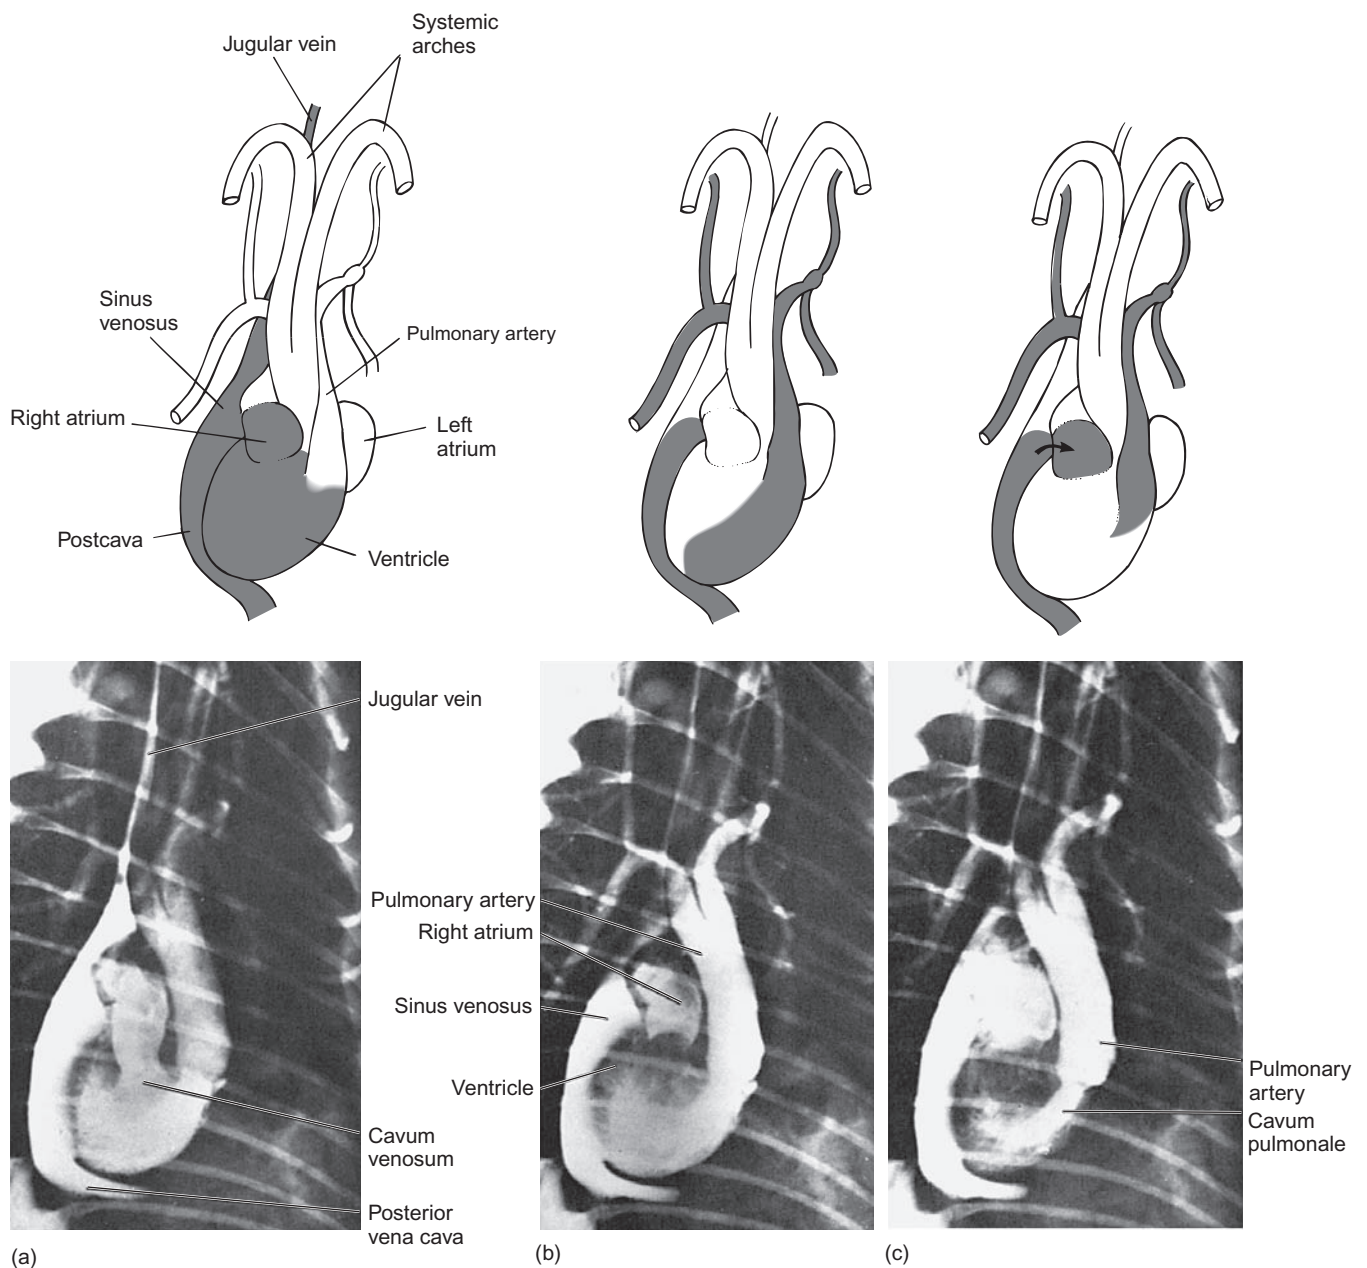 Systemic
arches
Jugular vein
Sinus
venosus
Pulmonary artery
Right atrium
Left
atrium
Postcava
Ventricle
Jugular vein
Pulmonary artery
Right atrium
Sinus venosus
Ventricle
Cavum
venosum
Posterior
vena cava
Pulmonary
artery
Cavum
pulmonale
(a)
(b)
(c)